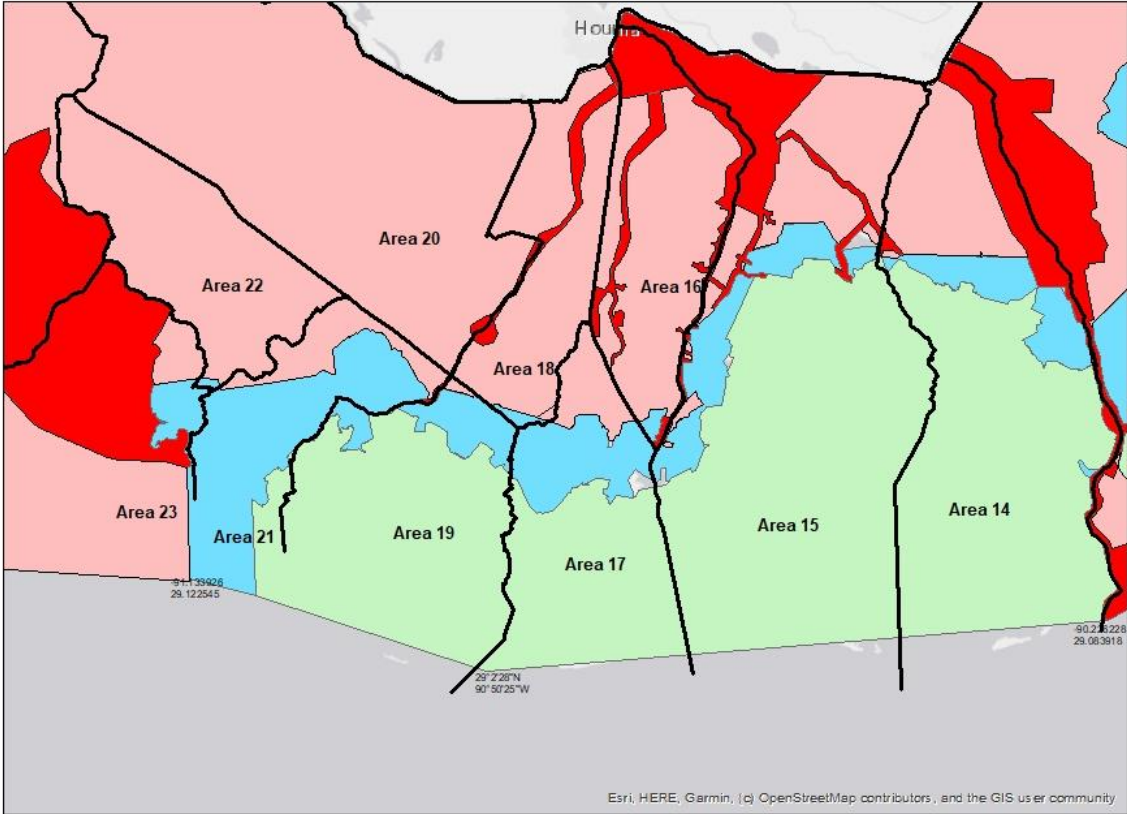 Area 20
Area 22
Area 16
Area 18
Area 23
Area 21
Area 19
Area 17
Area 15
Area 14
-91.133926
29.122545
29°2'28"N
90°50'25"W
29.083918
Esri, HERE, Garmin, (c) OpenStreetMap contributors, and the GIS user community